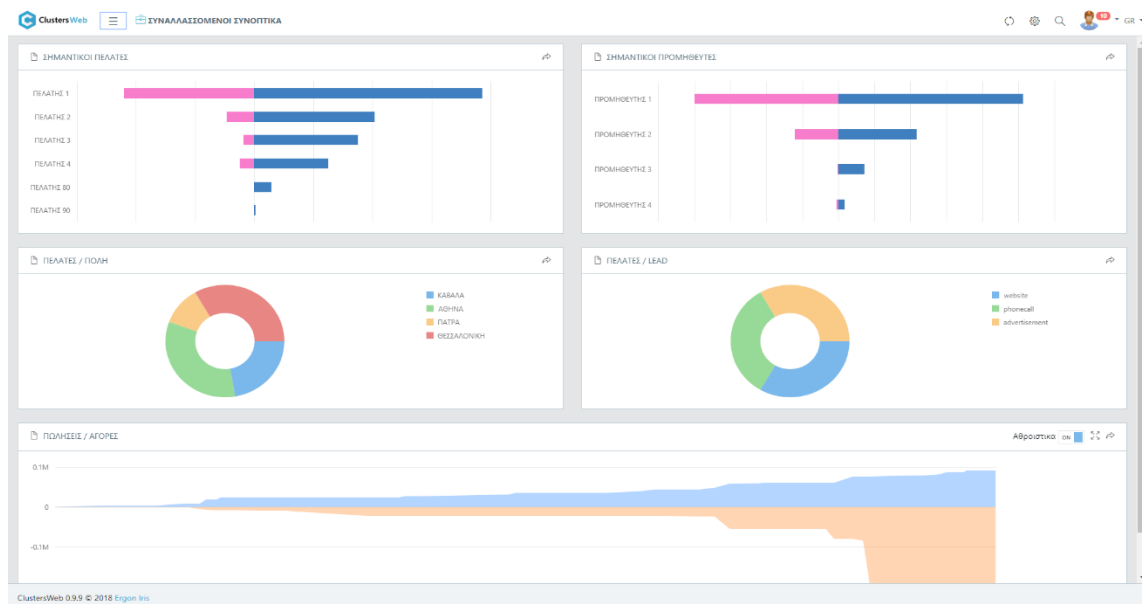 ClustersWeb
ΣΥΝΑΛΛΑΣΣΟΜΕΝΟΙ ΣΥΝΟΠΤΙΚΑ
10
GR
ΣΗΜΑΝΤΙΚΟΙ ΠΕΛΑΤΕΣ
ΠΕΛΑΤΗΣ 1
ΠΕΛΑΤΗΣ 2
ΠΕΛΑΤΗΣ 3
ΠΕΛΑΤΗΣ 4
ΠΕΛΑΤΗΣ 80
ΠΕΛΑΤΗΣ 90
ΣΗΜΑΝΤΙΚΟΙ ΠΡΟΜΗΘΕΥΤΕΣ
ΠΡΟΜΗΘΕΥΤΗΣ 1
ΠΡΟΜΗΘΕΥΤΗΣ 2
ΠΡΟΜΗΘΕΥΤΗΣ 3
ΠΡΟΜΗΘΕΥΤΗΣ 4
ΠΕΛΑΤΕΣ / ΠΟΛΗ
ΚΑΒΑΛΑ
ΑΘΗΝΑ
ΠΑΤΡΑ
ΘΕΣΣΑΛΟΝΙΚΗ
ΠΕΛΑΤΕΣ / LEAD
website
phonecall
advertisement
ΠΩΛΗΣΕΙΣ / ΑΓΟΡΕΣ
Αθροιστικα ON
0.1M
0
-0.1M
ClustersWeb 0.9.9 © 2018 Ergon Iris